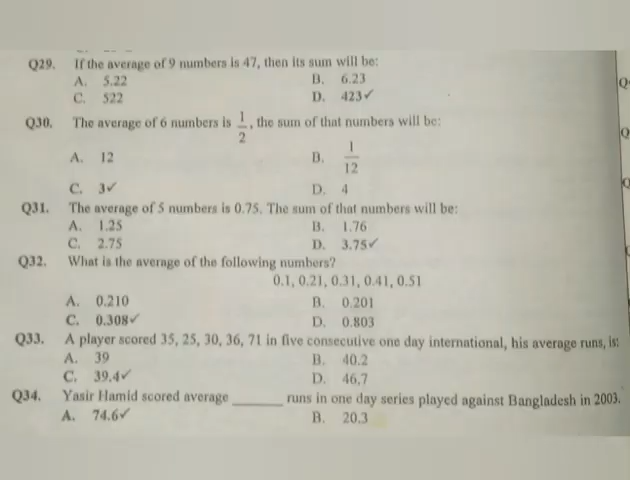 Q29. If the average of 9 numbers is 47, then its sum will be:
A. 5.22 B. 6.23
C. 522 D. 423✓
Q30. The average of 6 numbers is 1/2, the sum of that numbers will be:
A. 12 B. 1/12
C. 3✓ D. 4
Q31. The average of 5 numbers is 0.75. The sum of that numbers will be:
A. 1.25 B. 1.76
C. 2.75 D. 3.75✓
Q32. What is the average of the following numbers?
0.1, 0.21, 0.31, 0.41, 0.51
A. 0.210 B. 0.201
C. 0.308✓ D. 0.803
Q33. A player scored 35, 25, 30, 36, 71 in five consecutive one day international, his average runs, is:
A. 39 B. 40.2
C. 39.4✓ D. 46.7
Q34. Yasir Hamid scored average ______ runs in one day series played against Bangladesh in 2003.
A. 74.6✓ B. 20.3